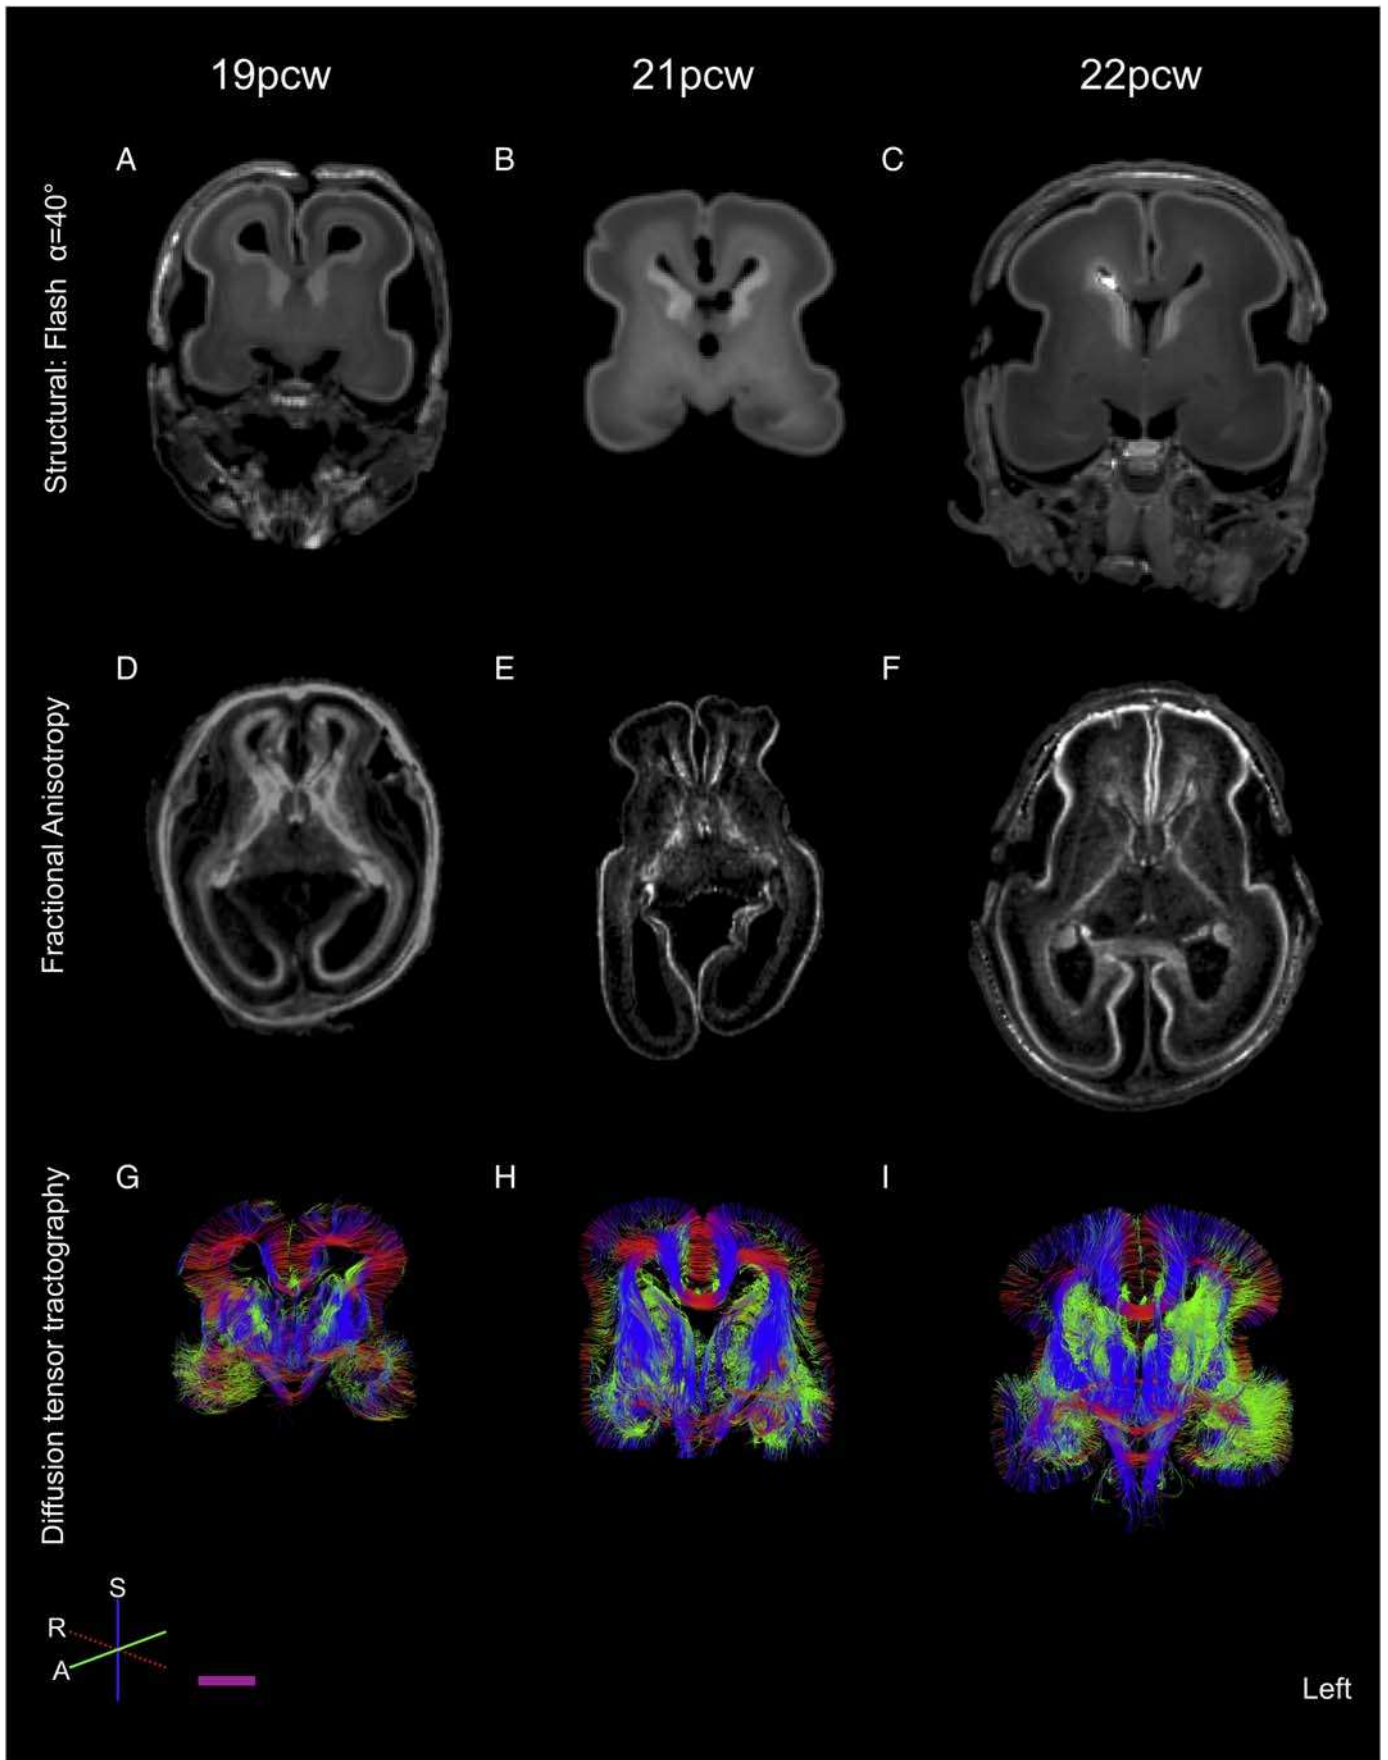 19pcw 21pcw 22pcw
Structural: Flash α=40°
A B C
Fractional Anisotropy
D E F
Diffusion tensor tractography
G H I
S
R
A
Left